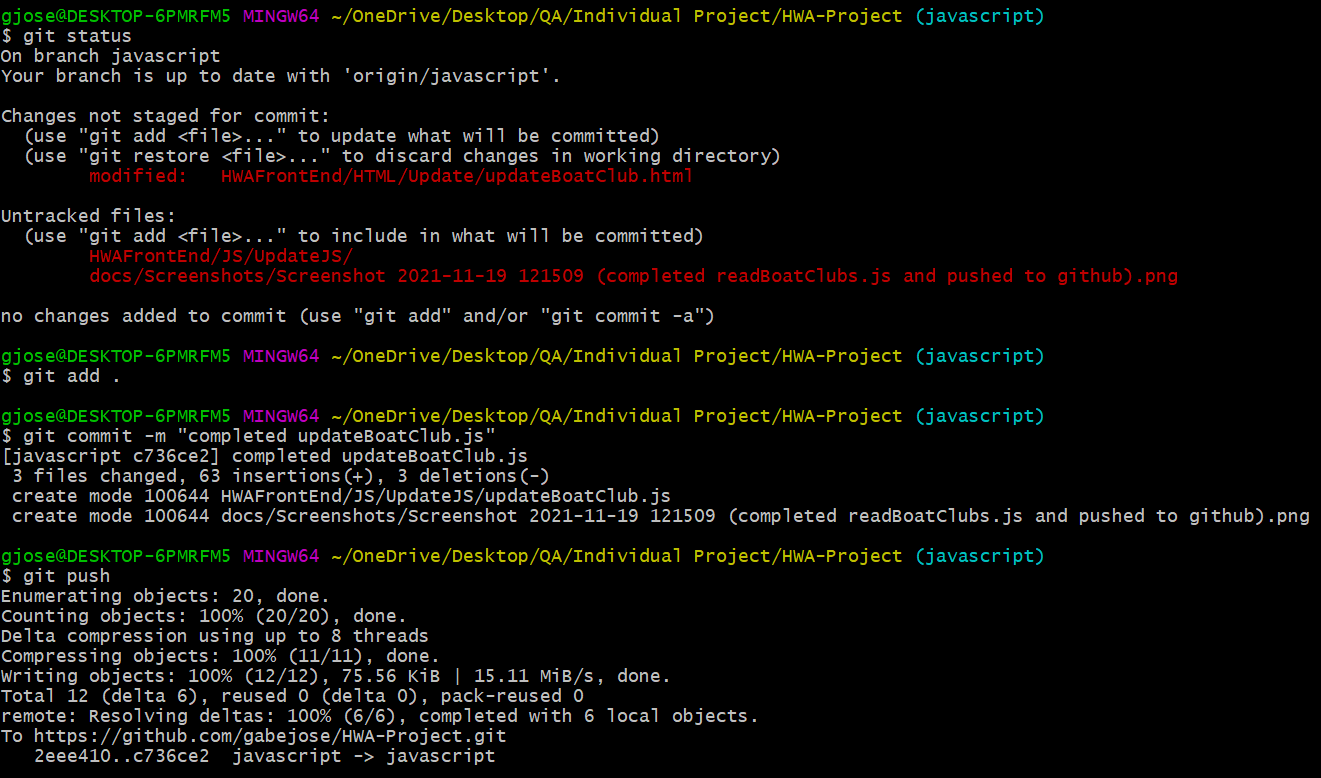 gjose@DESKTOP-6PMRFM5 MINGW64 ~/OneDrive/Desktop/QA/Individual Project/HWA-Project (javascript)
$ git status
On branch javascript
Your branch is up to date with 'origin/javascript'.

Changes not staged for commit:
  (use "git add <file>..." to update what will be committed)
  (use "git restore <file>..." to discard changes in working directory)
        modified:   HWAFrontEnd/HTML/Update/updateBoatClub.html

Untracked files:
  (use "git add <file>..." to include in what will be committed)
        HWAFrontEnd/JS/UpdateJS/
        docs/Screenshots/Screenshot 2021-11-19 121509 (completed readBoatClubs.js and pushed to github).png

no changes added to commit (use "git add" and/or "git commit -a")

gjose@DESKTOP-6PMRFM5 MINGW64 ~/OneDrive/Desktop/QA/Individual Project/HWA-Project (javascript)
$ git add .

gjose@DESKTOP-6PMRFM5 MINGW64 ~/OneDrive/Desktop/QA/Individual Project/HWA-Project (javascript)
$ git commit -m "completed updateBoatClub.js"
[javascript c736ce2] completed updateBoatClub.js
 3 files changed, 63 insertions(+), 3 deletions(-)
 create mode 100644 HWAFrontEnd/JS/UpdateJS/updateBoatClub.js
 create mode 100644 docs/Screenshots/Screenshot 2021-11-19 121509 (completed readBoatClubs.js and pushed to github).png

gjose@DESKTOP-6PMRFM5 MINGW64 ~/OneDrive/Desktop/QA/Individual Project/HWA-Project (javascript)
$ git push
Enumerating objects: 20, done.
Counting objects: 100% (20/20), done.
Delta compression using up to 8 threads
Compressing objects: 100% (11/11), done.
Writing objects: 100% (12/12), 75.56 KiB | 15.11 MiB/s, done.
Total 12 (delta 6), reused 0 (delta 0), pack-reused 0
remote: Resolving deltas: 100% (6/6), completed with 6 local objects.
To https://github.com/gabejose/HWA-Project.git
   2eee410..c736ce2  javascript -> javascript